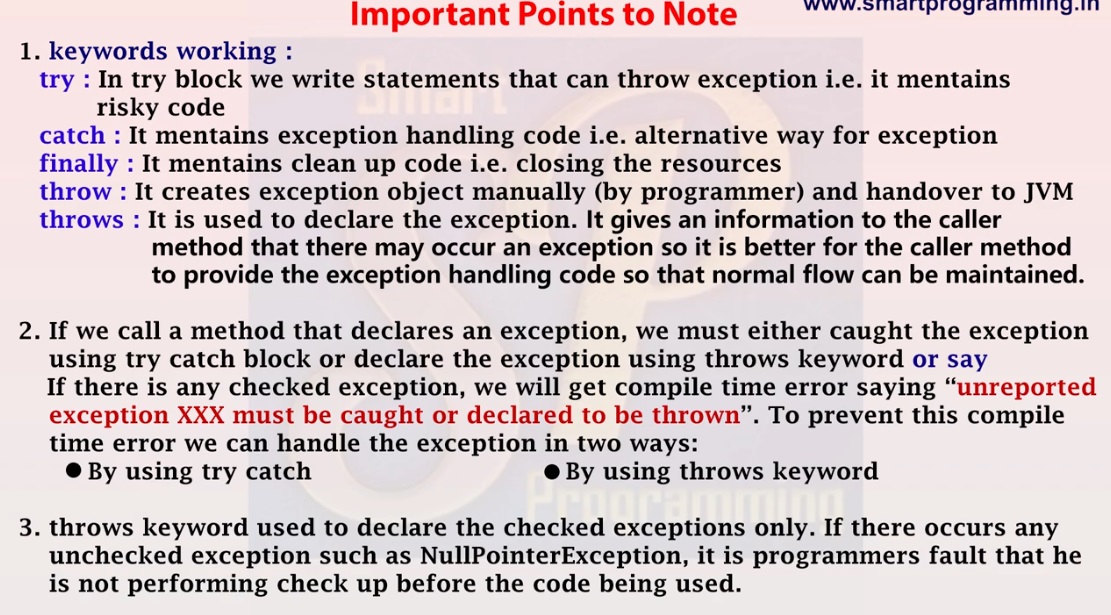 Important Points to Note
www.smartprogramming.in
1. keywords working :
try : In try block we write statements that can throw exception i.e. it mentains
risky code
catch : It mentains exception handling code i.e. alternative way for exception
finally : It mentains clean up code i.e. closing the resources
throw : It creates exception object manually (by programmer) and handover to JVM
throws : It is used to declare the exception. It gives an information to the caller
method that there may occur an exception so it is better for the caller method
to provide the exception handling code so that normal flow can be maintained.
2. If we call a method that declares an exception, we must either caught the exception
using try catch block or declare the exception using throws keyword or say
If there is any checked exception, we will get compile time error saying “unreported
exception XXX must be caught or declared to be thrown”. To prevent this compile
time error we can handle the exception in two ways:
● By using try catch ● By using throws keyword
3. throws keyword used to declare the checked exceptions only. If there occurs any
unchecked exception such as NullPointerException, it is programmers fault that he
is not performing check up before the code being used.
Smart
SP
Programming